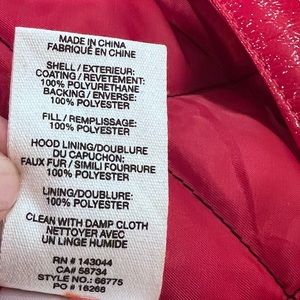 MADE IN CHINA
FABRIQUÉ EN CHINE
SHELL / EXTERIEUR:
COATING / REVETEMENT:
100% POLYURETHANE
BACKING / ENVERSE:
100% POLYESTER
FILL / REMPLISSAGE:
100% POLYESTER
HOOD LINING/DOUBLURE
DU CAPUCHON:
FAUX FUR / SIMILI FOURRURE
100% POLYESTER
LINING/DOUBLURE:
100% POLYESTER
CLEAN WITH DAMP CLOTH
NETTOYER AVEC
UN LINGE HUMIDE
RN # 143044
CA# 58734
STYLE NO.: 66775
PO # 16268